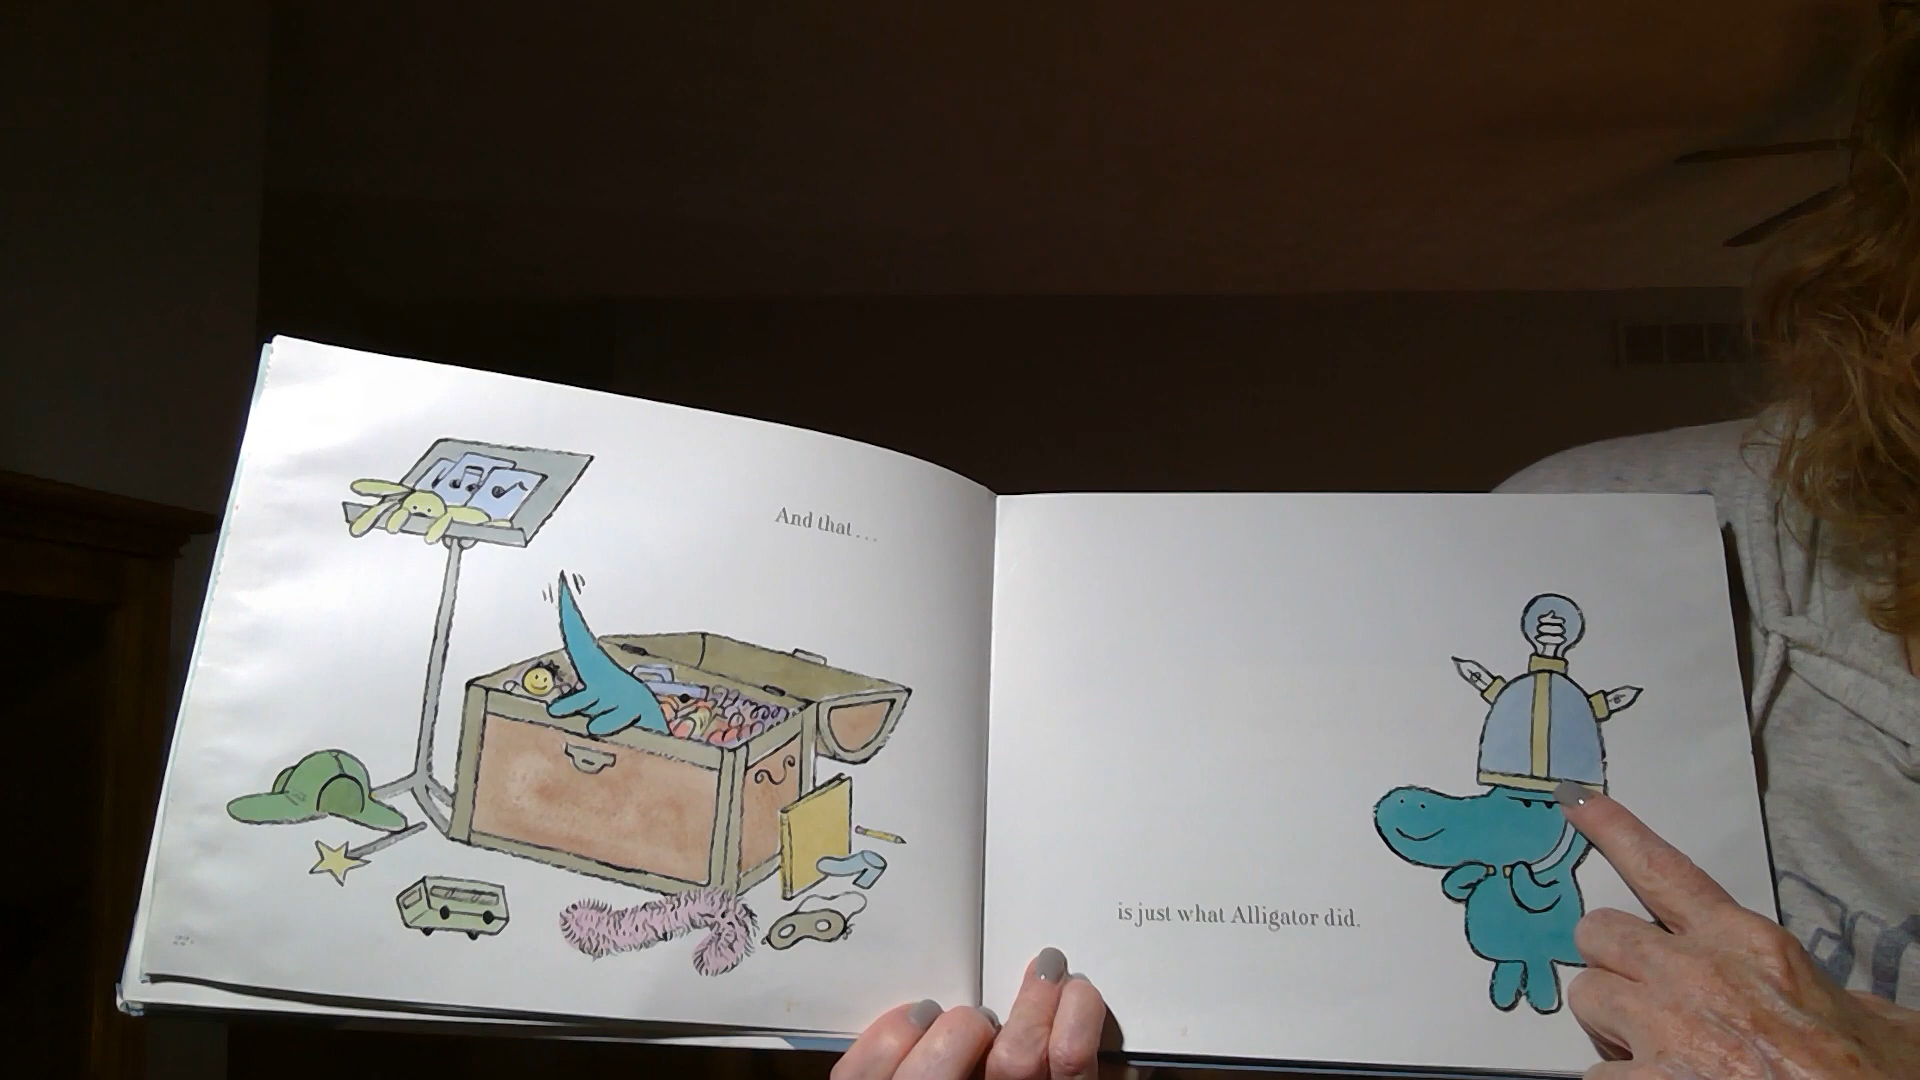 And that . . .
is just what Alligator did.